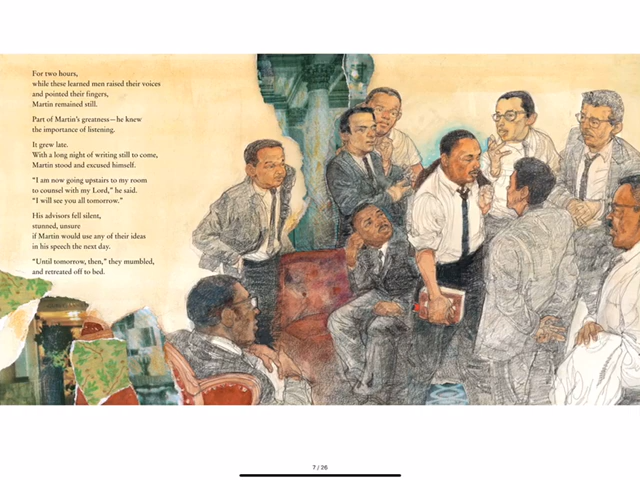 For two hours,
while these learned men raised their voices
and pointed their fingers,
Martin remained still.
Part of Martin's greatness—he knew
the importance of listening.
It grew late.
With a long night of writing still to come,
Martin stood and excused himself.
"I am now going upstairs to my room
to counsel with my Lord," he said.
"I will see you all tomorrow."
His advisors fell silent,
stunned, unsure
if Martin would use any of their ideas
in his speech the next day.
"Until tomorrow, then," they mumbled,
and retreated off to bed.
7 / 26